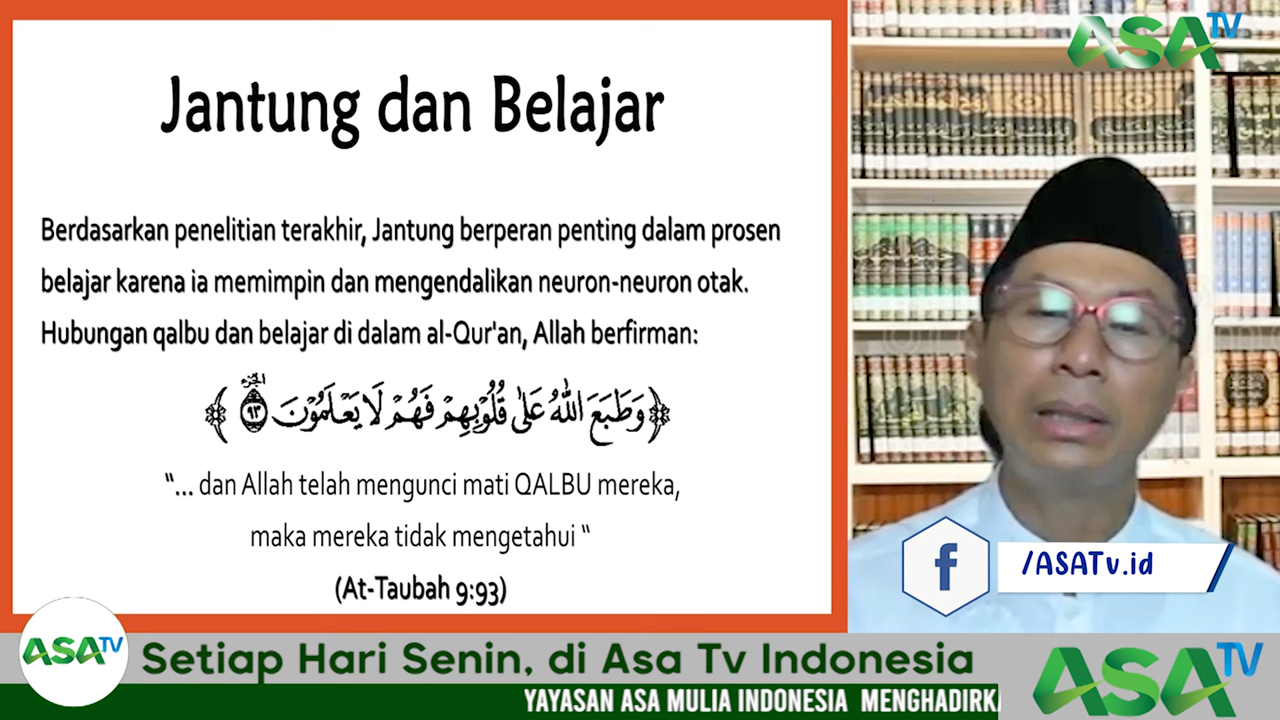 Jantung dan Belajar
Berdasarkan penelitian terakhir, Jantung berperan penting dalam prosen
belajar karena ia memimpin dan mengendalikan neuron-neuron otak.
Hubungan qalbu dan belajar di dalam al-Qur'an, Allah berfirman:
﴿وَطَبَعَ اللّٰهُ عَلٰى قُلُوْبِهِمْ فَهُمْ لَا يَعْلَمُوْنَ ۝٩٣﴾
الجزء
“... dan Allah telah mengunci mati QALBU mereka,
maka mereka tidak mengetahui “
(At-Taubah 9:93)
ASA TV
f /ASATv.id
ASA TV
Setiap Hari Senin, di Asa Tv Indonesia
YAYASAN ASA MULIA INDONESIA MENGHADIRKA
ASA TV